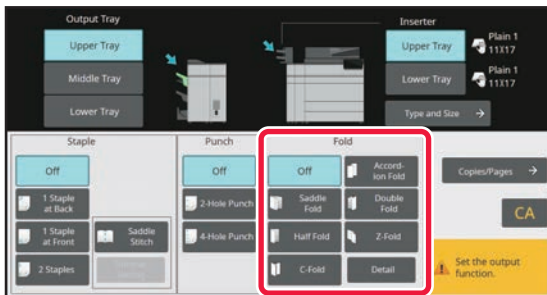 Output Tray
Inserter
Upper Tray
Middle Tray
Lower Tray
Upper Tray
Plain 1
11X17
Lower Tray
Plain 1
11X17
Type and Size
Staple
Off
1 Staple
at Back
1 Staple
at Front
2 Staples
Saddle
Stitch
Punch
Off
2-Hole Punch
4-Hole Punch
Fold
Off
Accord-
ion Fold
Saddle
Fold
Double
Fold
Half Fold
Z-Fold
C-Fold
Detail
Copies/Pages
CA
Set the output
function.